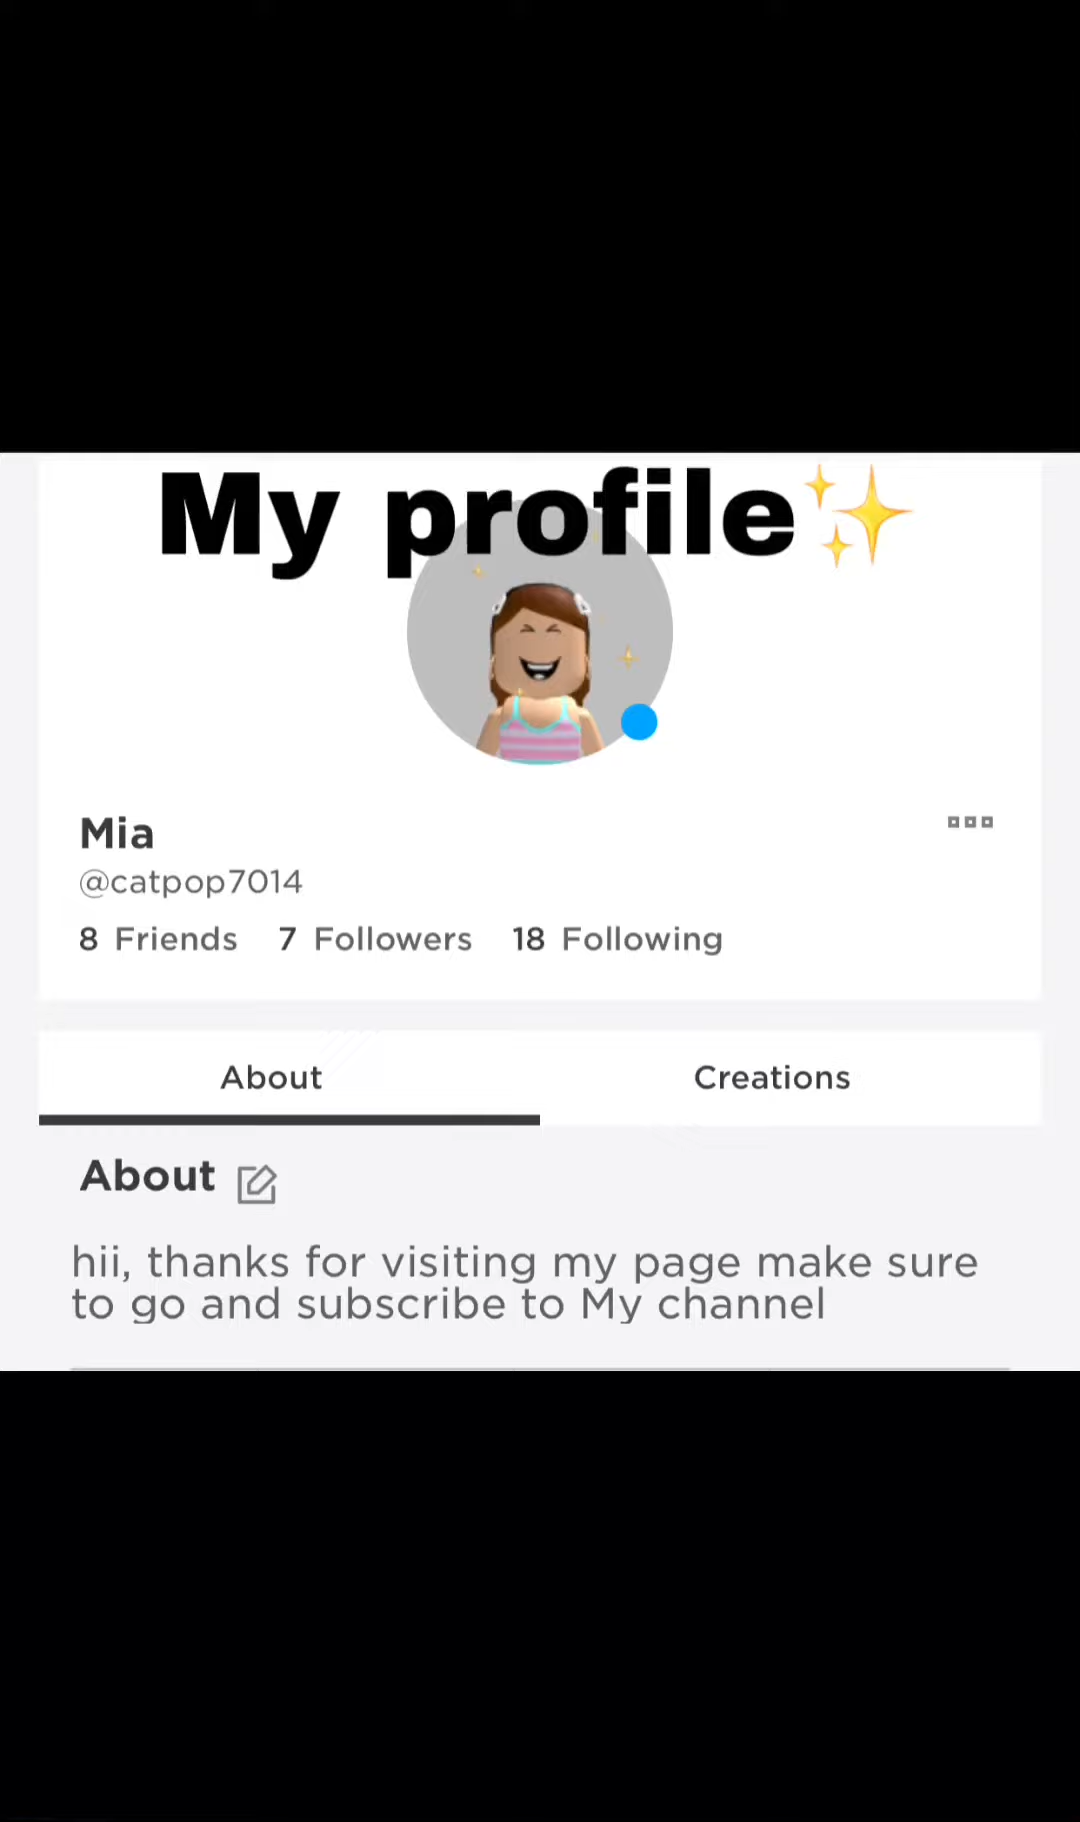 My profile✨
Mia
@catpop7014
8 Friends 7 Followers 18 Following
About Creations
About
hii, thanks for visiting my page make sure
to go and subscribe to My channel